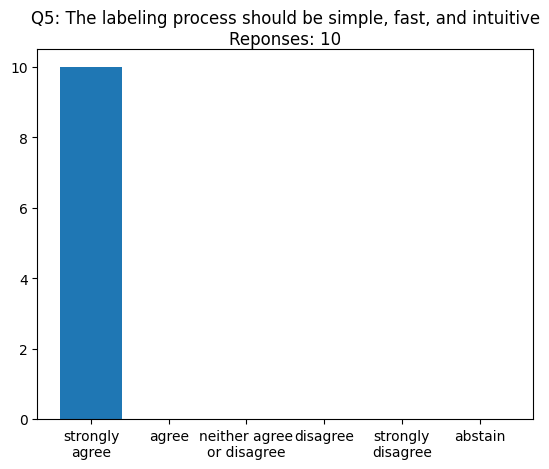 Q5: The labeling process should be simple, fast, and intuitive
Reponses: 10
10
8
6
4
2
0
strongly agree
agree
neither agree or disagree
disagree
strongly disagree
abstain